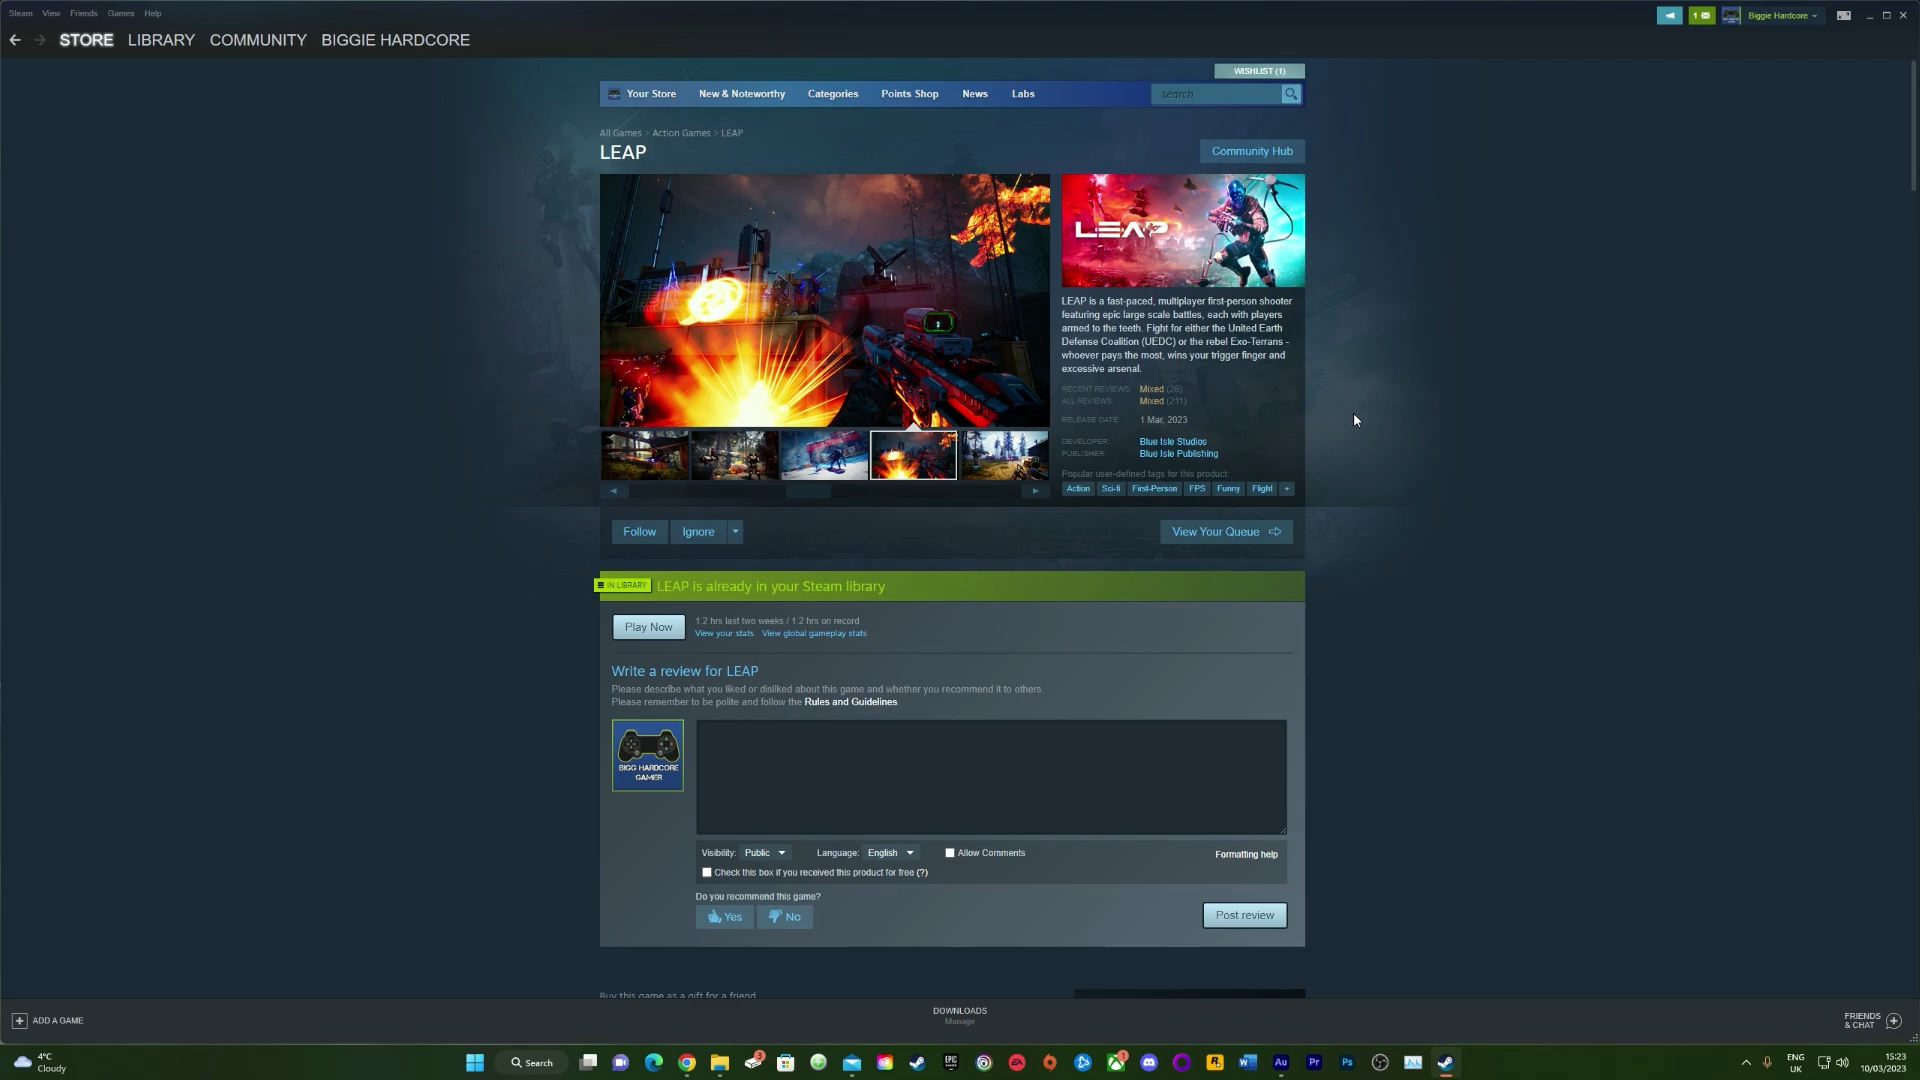 Steam View Friends Games Help
1 Biggie Hardcore
STORE LIBRARY COMMUNITY BIGGIE HARDCORE
WISHLIST (1)
Your Store New & Noteworthy Categories Points Shop News Labs search
All Games > Action Games > LEAP
LEAP
Community Hub
LEAP
LEAP is a fast-paced, multiplayer first-person shooter
featuring epic large scale battles, each with players
armed to the teeth. Fight for either the United Earth
Defense Coalition (UEDC) or the rebel Exo-Terrans -
whoever pays the most, wins your trigger finger and
excessive arsenal.
RECENT REVIEWS: Mixed (26)
ALL REVIEWS: Mixed (211)
RELEASE DATE: 1 Mar, 2023
DEVELOPER: Blue Isle Studios
PUBLISHER: Blue Isle Publishing
Popular user-defined tags for this product:
Action Sci-fi First-Person FPS Funny Flight +
Follow Ignore View Your Queue
IN LIBRARY LEAP is already in your Steam library
Play Now
1.2 hrs last two weeks / 1.2 hrs on record
View your stats View global gameplay stats
Write a review for LEAP
Please describe what you liked or disliked about this game and whether you recommend it to others.
Please remember to be polite and follow the Rules and Guidelines.
BIGG HARDCORE
GAMER
Visibility: Public Language: English Allow Comments Formatting help
Check this box if you received this product for free (?)
Do you recommend this game?
Yes No
Post review
Buy this game as a gift for a friend
ADD A GAME
DOWNLOADS
Manage
FRIENDS
& CHAT
4°C
Cloudy
Search
3
EPIC
GAMES
EA
1
R
W
Au
Pr
Ps
ENG
UK
15:23
10/03/2023